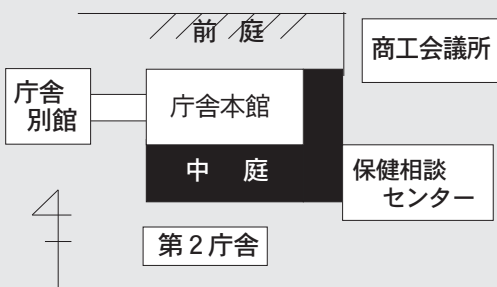 前庭
商工会議所
庁舎
別館
庁舎本館
中庭
保健相談
センター
第2庁舎